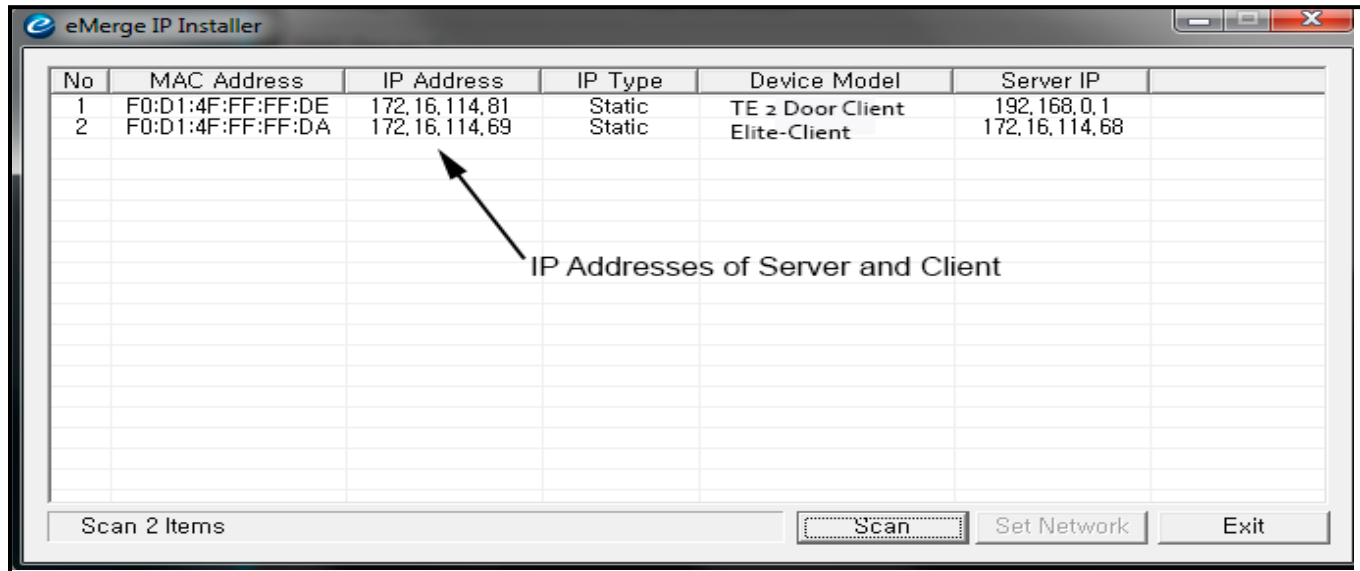 eMerge IP Installer
No MAC Address IP Address IP Type Device Model Server IP
1 F0:D1:4F:FF:FF:DE 172,16,114,81 Static TE 2 Door Client 192,168,0,1
2 F0:D1:4F:FF:FF:DA 172,16,114,69 Static Elite-Client 172,16,114,68
IP Addresses of Server and Client
Scan 2 Items Scan Set Network Exit